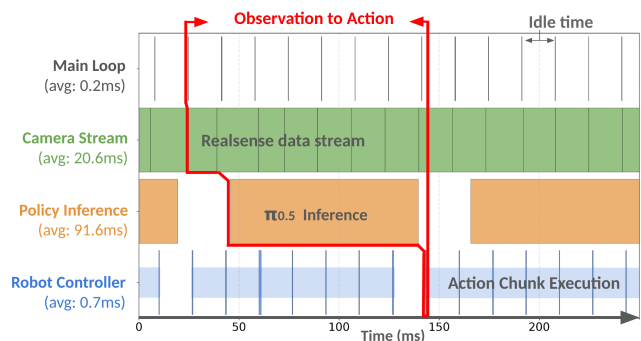 Observation to Action
Idle time
Main Loop
(avg: 0.2ms)
Camera Stream
(avg: 20.6ms)
Realsense data stream
Policy Inference
(avg: 91.6ms)
π0.5 Inference
Robot Controller
(avg: 0.7ms)
Action Chunk Execution
0 50 100 150 200
Time (ms)